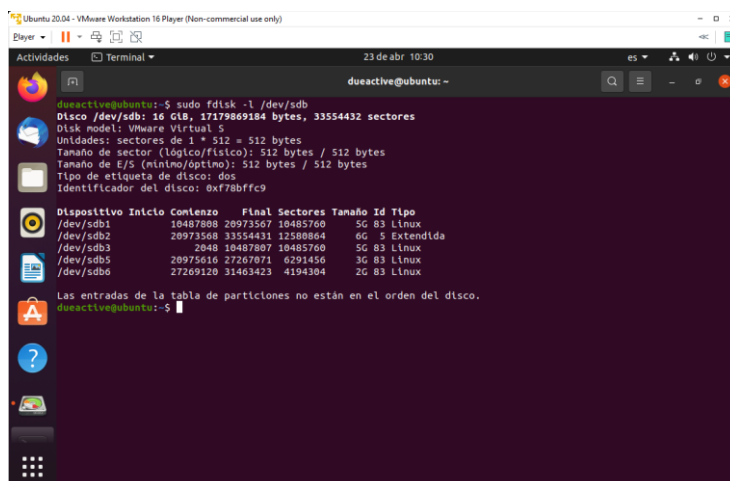 Ubuntu 20.04 - VMware Workstation 16 Player (Non-commercial use only)
Player
Actividades Terminal 23 de abr 10:30 es
dueactive@ubuntu: ~
dueactive@ubuntu:~$ sudo fdisk -l /dev/sdb
Disco /dev/sdb: 16 GiB, 17179869184 bytes, 33554432 sectors
Disk model: VMware Virtual S
Unidades: sectores de 1 * 512 = 512 bytes
Tamaño de sector (lógico/físico): 512 bytes / 512 bytes
Tamaño de E/S (mínimo/óptimo): 512 bytes / 512 bytes
Tipo de etiqueta de disco: dos
Identificador del disco: 0xf78bffc9
Dispositivo Inicio Comienzo Final Sectores Tamaño Id Tipo
/dev/sdb1 10487808 20973567 10485760 5G 83 Linux
/dev/sdb2 20973568 33554431 12580864 6G 5 Extendida
/dev/sdb3 2048 10487807 10485760 5G 83 Linux
/dev/sdb5 20975616 27267071 6291456 3G 83 Linux
/dev/sdb6 27269120 31463423 4194304 2G 83 Linux
Las entradas de la tabla de particiones no están en el orden del disco.
dueactive@ubuntu:~$